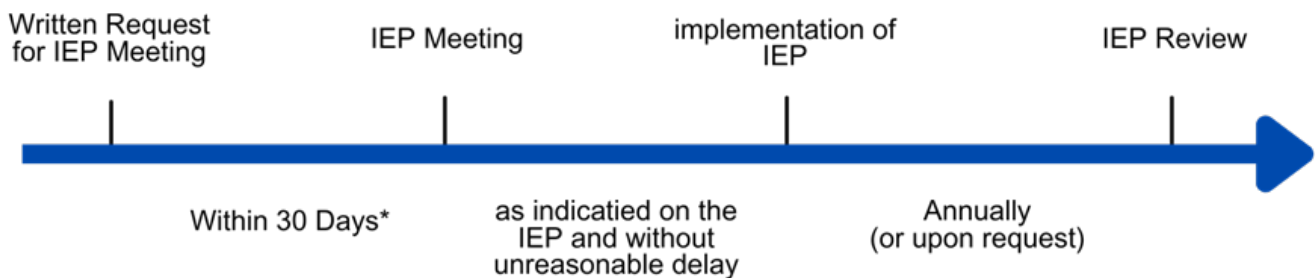 Written Request
for IEP Meeting
IEP Meeting
implementation of
IEP
IEP Review
Within 30 Days*
as indicatied on the
IEP and without
unreasonable delay
Annually
(or upon request)